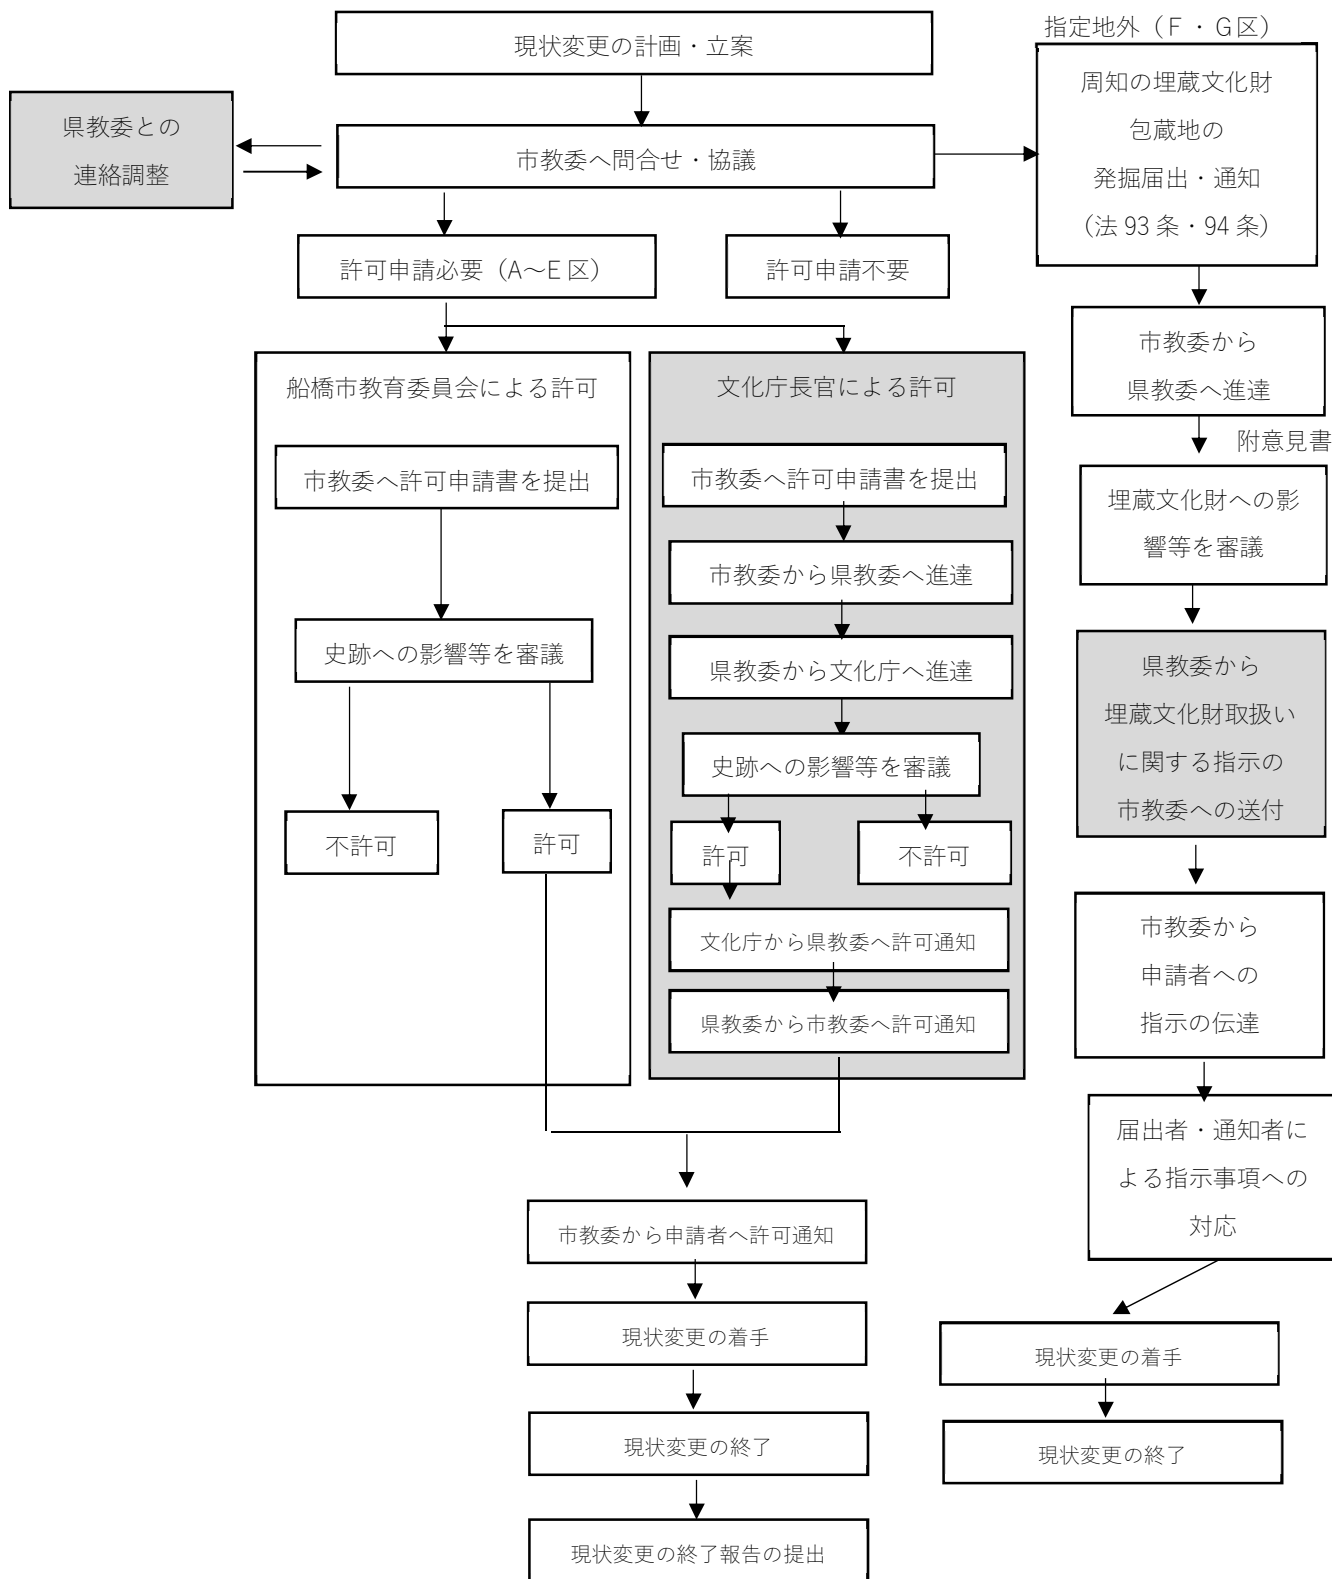 現状変更の計画・立案
県教委との
連絡調整
市教委へ問合せ・協議
許可申請必要（A～E 区）
許可申請不要
船橋市教育委員会による許可
市教委へ許可申請書を提出
史跡への影響等を審議
不許可
許可
文化庁長官による許可
市教委へ許可申請書を提出
市教委から県教委へ進達
県教委から文化庁へ進達
史跡への影響等を審議
許可
不許可
文化庁から県教委へ許可通知
県教委から市教委へ許可通知
市教委から申請者へ許可通知
現状変更の着手
現状変更の終了
現状変更の終了報告の提出
指定地外（Ｆ・Ｇ区）
周知の埋蔵文化財
包蔵地の
発掘届出・通知
（法 93 条・94 条）
市教委から
県教委へ進達
附意見書
埋蔵文化財への影
響等を審議
県教委から
埋蔵文化財取扱い
に関する指示の
市教委への送付
市教委から
申請者への
指示の伝達
届出者・通知者に
よる指示事項への
対応
現状変更の着手
現状変更の終了